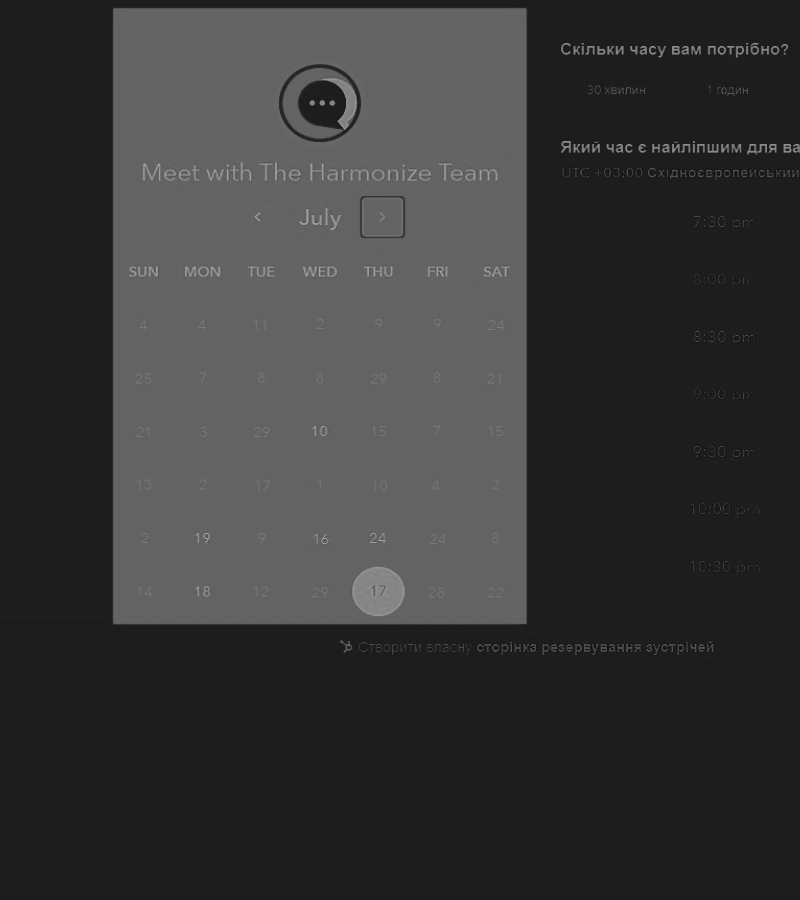 Meet with The Harmonize Team
July
SUN MON TUE WED THU FRI SAT
4 4 11 2 9 9 24
25 7 8 8 29 8 21
21 3 29 10 15 7 15
13 2 17 1 10 4 2
2 19 9 16 24 24 8
14 18 12 29 17 28 22
Скільки часу вам потрібно?
30 хвилин 1 годин
Який час є найліпшим для ва
UTC +03:00 Східноєвропейський
7:30 pm
8:00 pm
8:30 pm
9:00 pm
9:30 pm
10:00 pm
10:30 pm
Створити власну сторінка резервування зустрічей